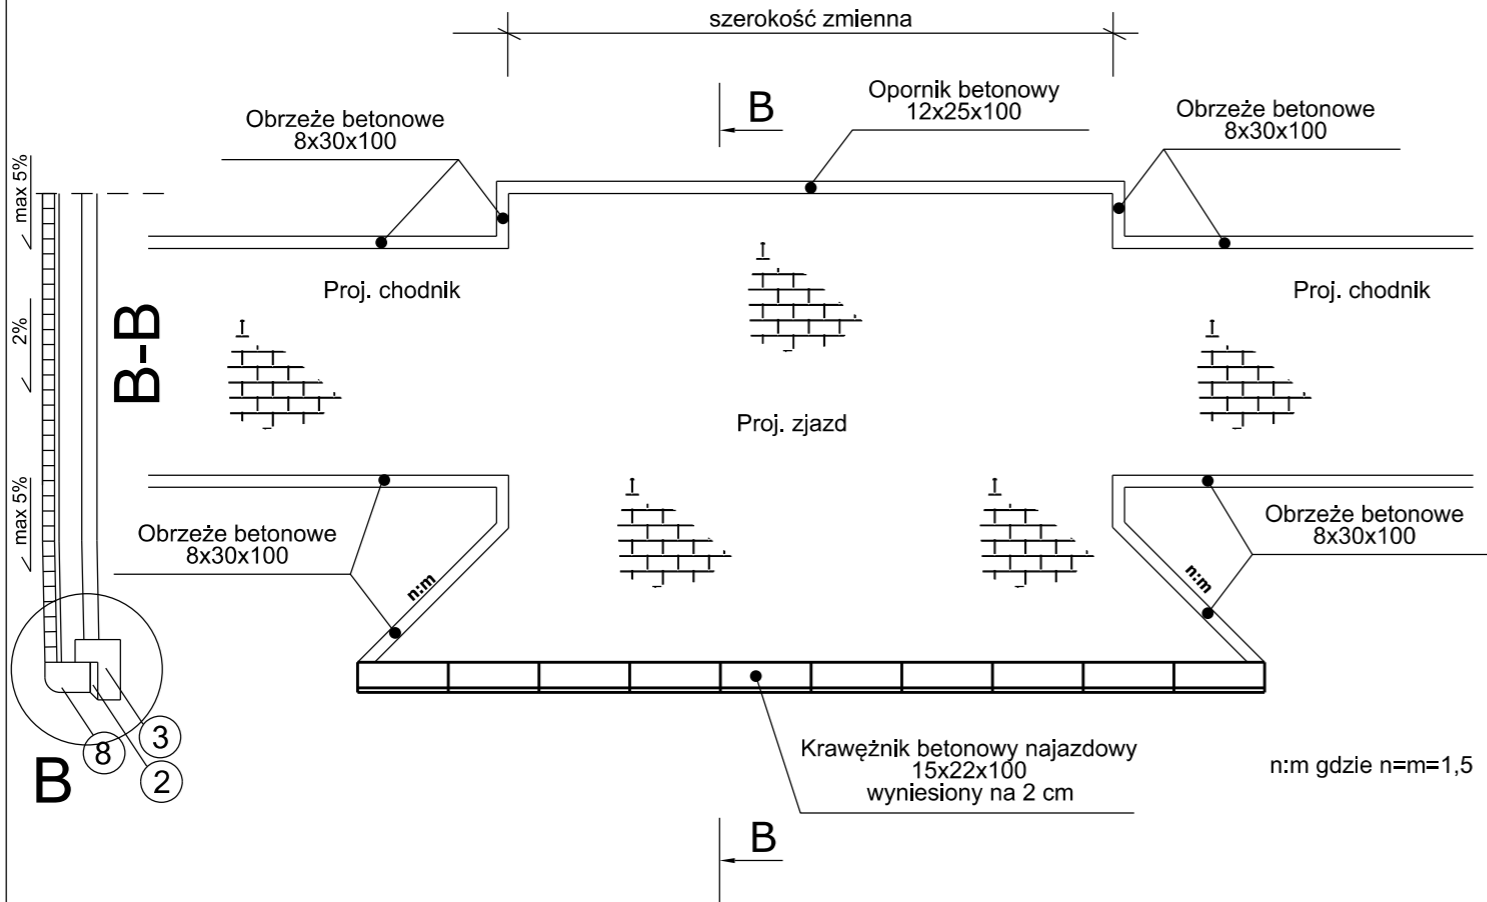 szerokość zmienna
B
Opornik betonowy
12x25x100
Obrzeże betonowe
8x30x100
Obrzeże betonowe
8x30x100
max 5%
2%
max 5%
B-B
Proj. chodnik
Proj. chodnik
Proj. zjazd
Obrzeże betonowe
8x30x100
n:m
n:m
Obrzeże betonowe
8x30x100
3
8
2
B
Krawężnik betonowy najazdowy
15x22x100
wyniesiony na 2 cm
n:m gdzie n=m=1,5
B